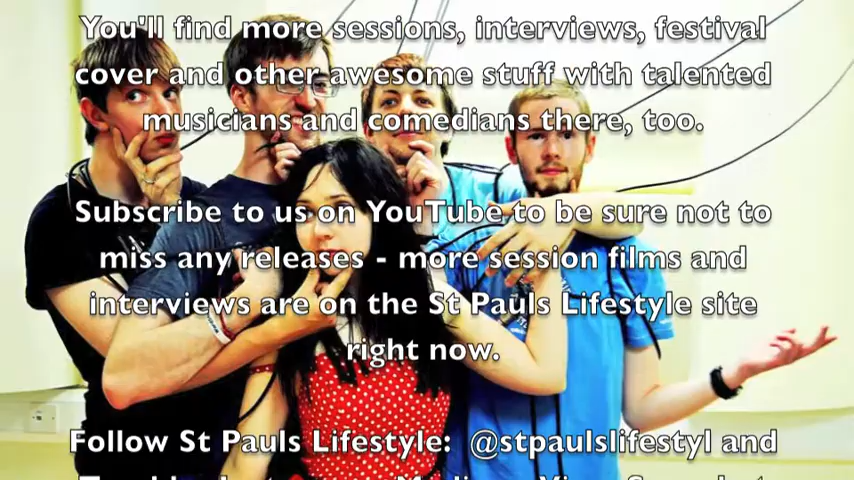 You'll find more sessions, interviews, festival
cover and other awesome stuff with talented
musicians and comedians there, too.
Subscribe to us on YouTube to be sure not to
miss any releases - more session films and
interviews are on the St Pauls Lifestyle site
right now.
Follow St Pauls Lifestyle: @stpaulslifestyl and